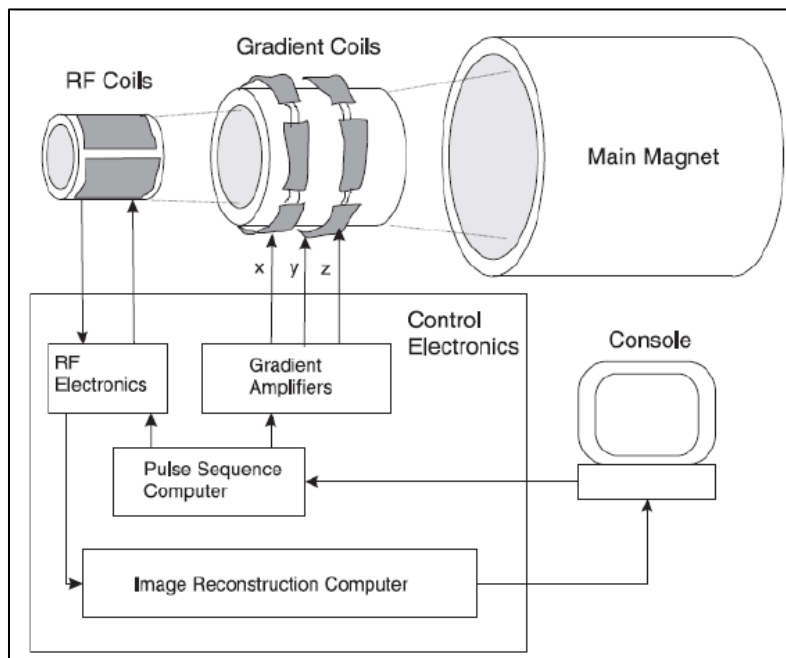 Gradient Coils
RF Coils
Main Magnet
x y z
Control
Electronics
Console
RF
Electronics
Gradient
Amplifiers
Pulse Sequence
Computer
Image Reconstruction Computer